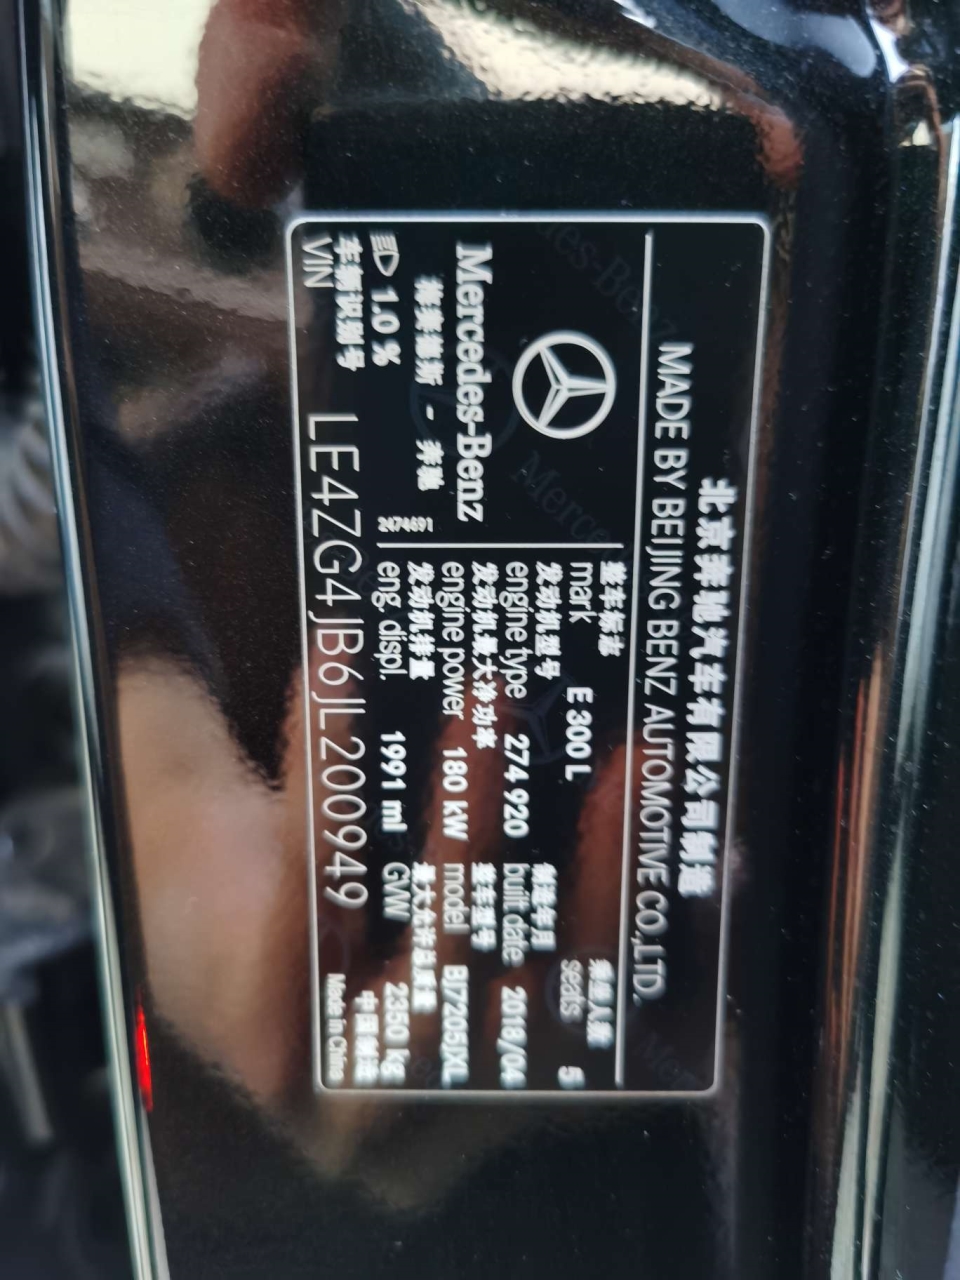 北京奔驰汽车有限公司制造
MADE BY BEIJING BENZ AUTOMOTIVE CO.,LTD.
Mercedes-Benz
梅赛德斯 - 奔驰
2474691
整车标志
mark E 300 L
乘坐人数
seats 5
发动机型号
engine type 274 920
制造年月
built date 2018/04
发动机最大净功率
engine power 180 kW
整车型号
model BJ7205JXL
发动机排量
eng. displ. 1991 ml
最大允许总质量
GVW 2350 kg
1.0 %
车辆识别号
VIN LE4ZG4JB6JL200949
中国制造
Made in China